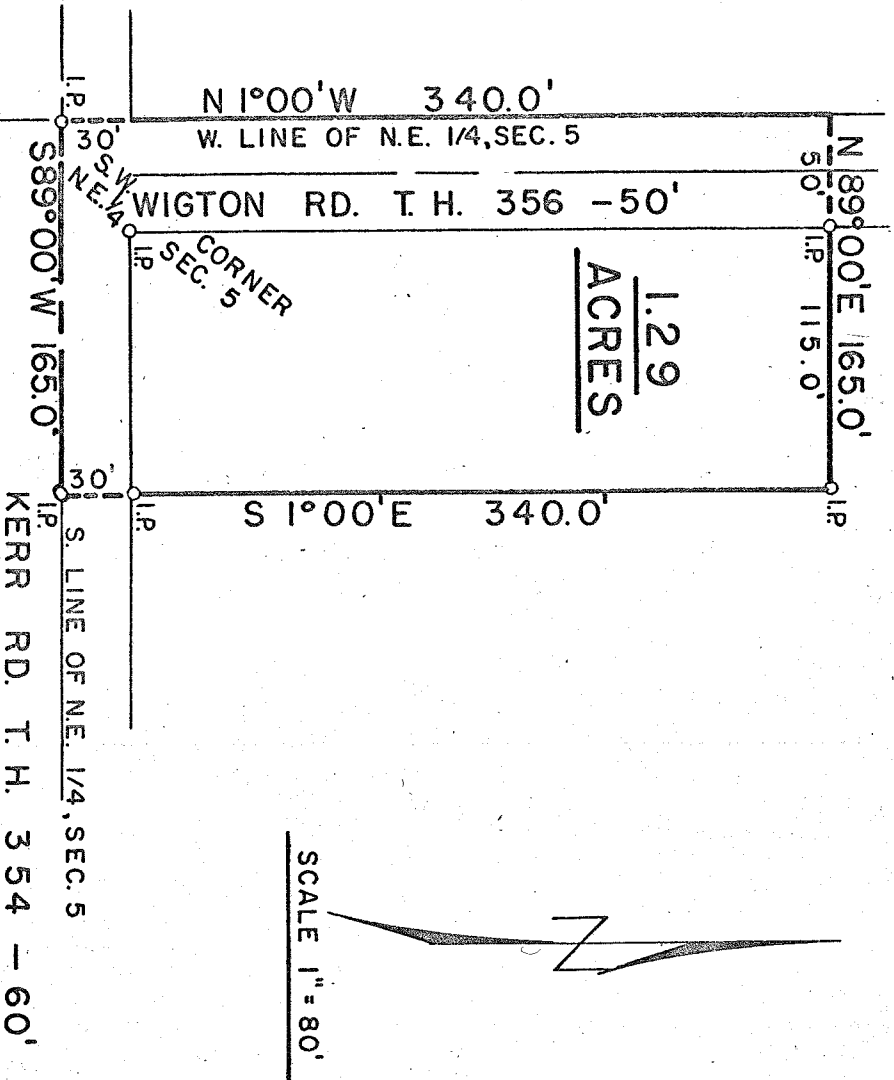 N 1°00'W 340.0'
W. LINE OF N.E. 1/4, SEC. 5
WIGTON RD. T. H. 356 -50'
N 89°00'E 165.0'
50'
115.0'
I.P.
I.P.
1.29
ACRES
I.P.
30'
S.W.
N.E. 1/4
CORNER
SEC. 5
I.P.
S 89°00'W 165.0'
30'
I.P.
I.P.
S 1°00'E 340.0'
S. LINE OF N.E. 1/4, SEC. 5
KERR RD. T. H. 354 - 60'
N
SCALE 1" = 80'